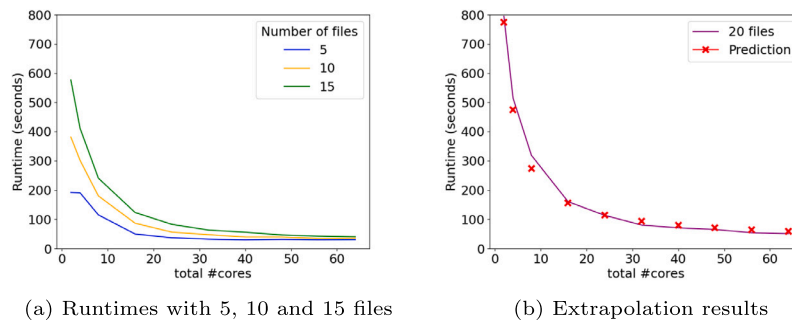 800
700
600
500
400
300
200
100
0
Runtime (seconds)
Number of files
5
10
15
0 10 20 30 40 50 60
total #cores
(a) Runtimes with 5, 10 and 15 files
800
700
600
500
400
300
200
100
0
Runtime (seconds)
20 files
Prediction
0 10 20 30 40 50 60
total #cores
(b) Extrapolation results